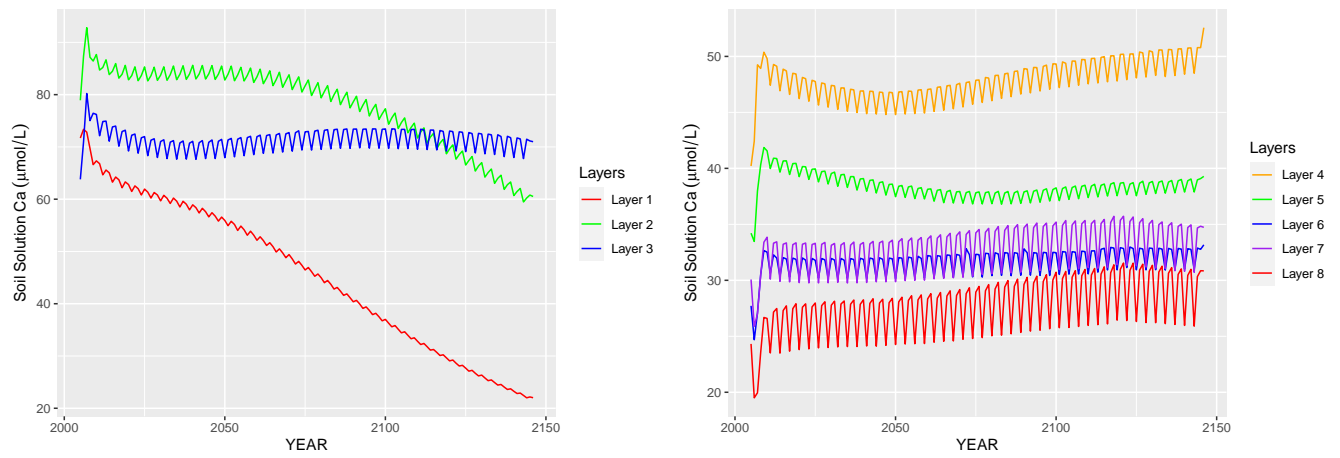 80
60
40
20
2000
2050
2100
2150
YEAR
Soil Solution Ca (μmol/L)
Layers
Layer 1
Layer 2
Layer 3
50
40
30
20
2000
2050
2100
2150
YEAR
Soil Solution Ca (μmol/L)
Layers
Layer 4
Layer 5
Layer 6
Layer 7
Layer 8